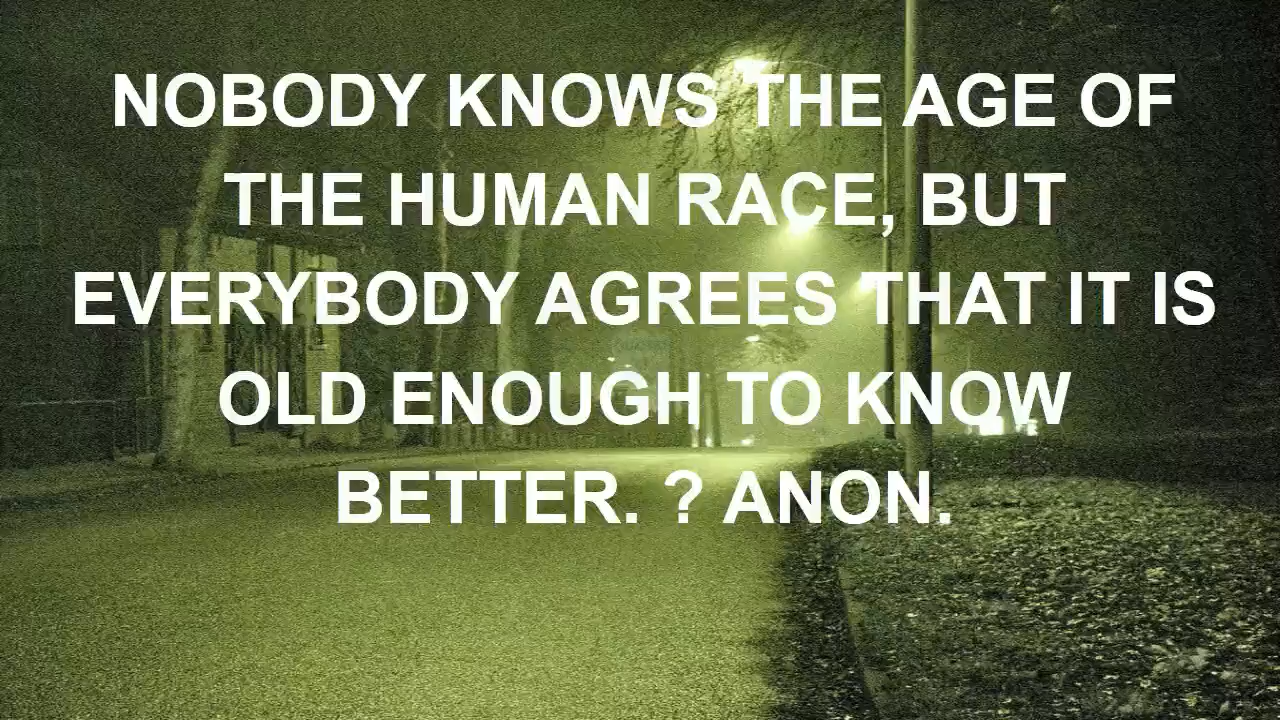 NOBODY KNOWS THE AGE OF
THE HUMAN RACE, BUT
EVERYBODY AGREES THAT IT IS
OLD ENOUGH TO KNOW
BETTER. ? ANON.